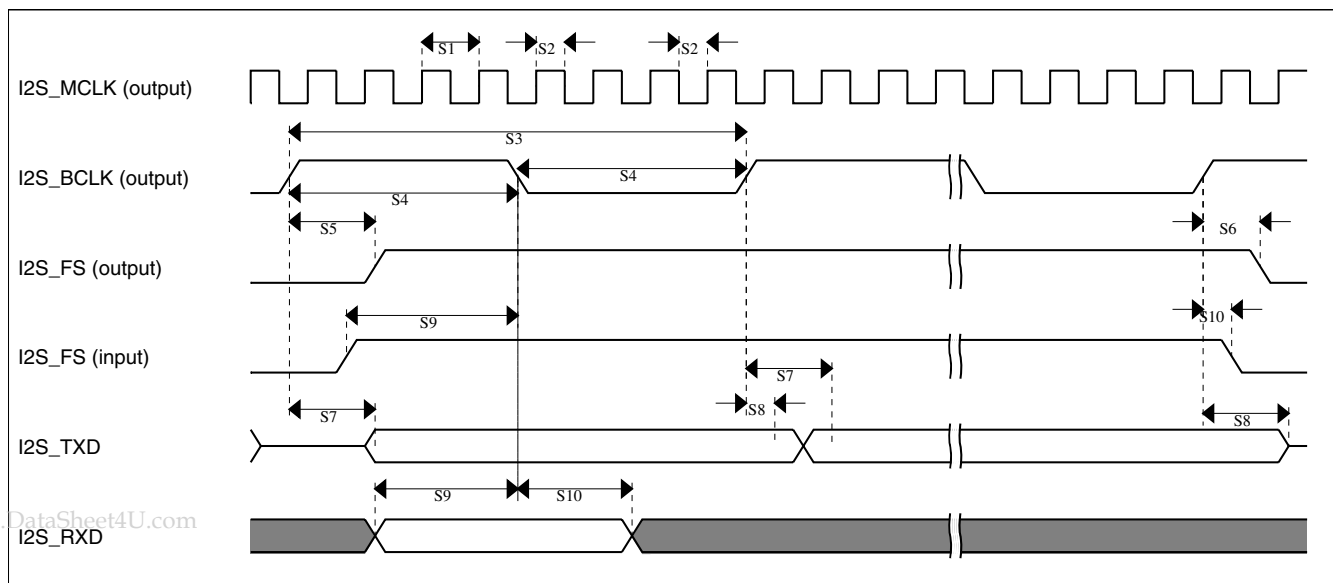 S1 S2 S2
I2S_MCLK (output)
S3
I2S_BCLK (output)
S4
S4
S5 S6
I2S_FS (output)
S9 S10
I2S_FS (input)
S7
S7 S8 S8
I2S_TXD
S9 S10
.DataSheet4U.com
I2S_RXD